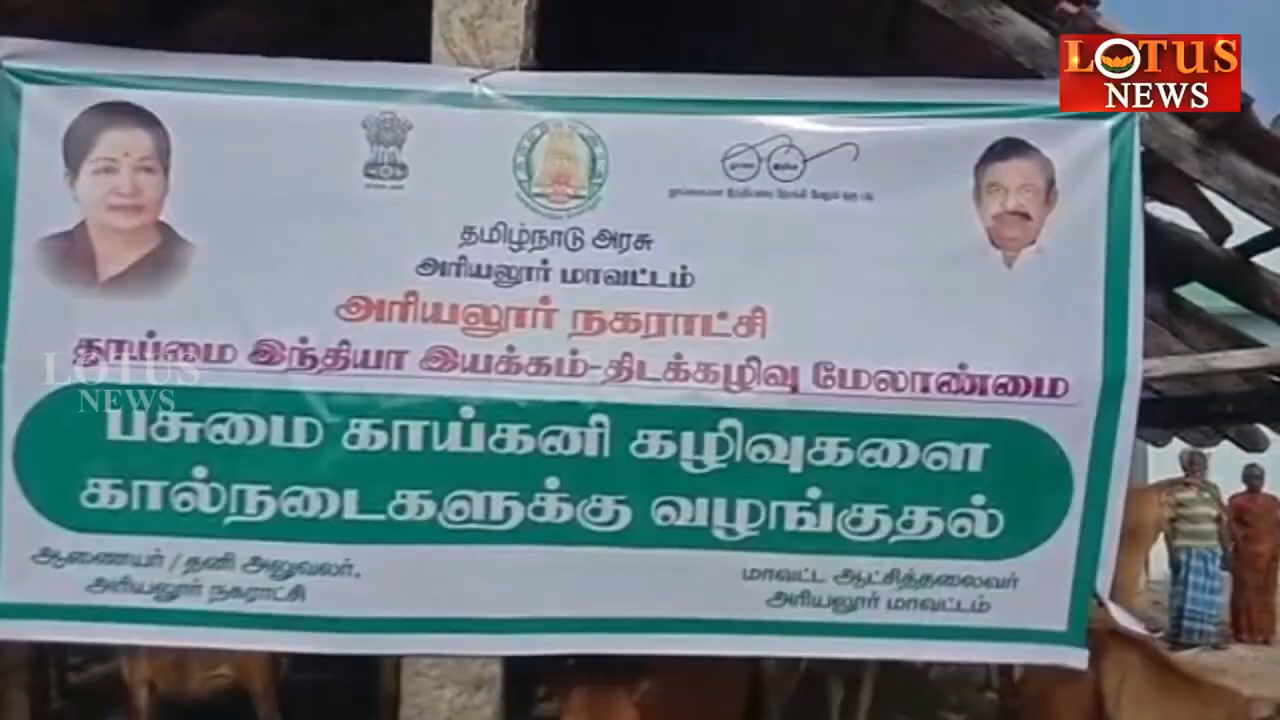 LOTUS
NEWS
தமிழ்நாடு அரசு
அரியலூர் மாவட்டம்
அரியலூர் நகராட்சி
தூய்மை இந்தியா இயக்கம்-திடக்கழிவு மேலாண்மை
LOTUS
NEWS
பசுமை காய்கனி கழிவுகளை
கால்நடைகளுக்கு வழங்குதல்
ஆணையர் / தனி அலுவலர்.
அரியலூர் நகராட்சி
மாவட்ட ஆட்சித்தலைவர்
அரியலூர் மாவட்டம்